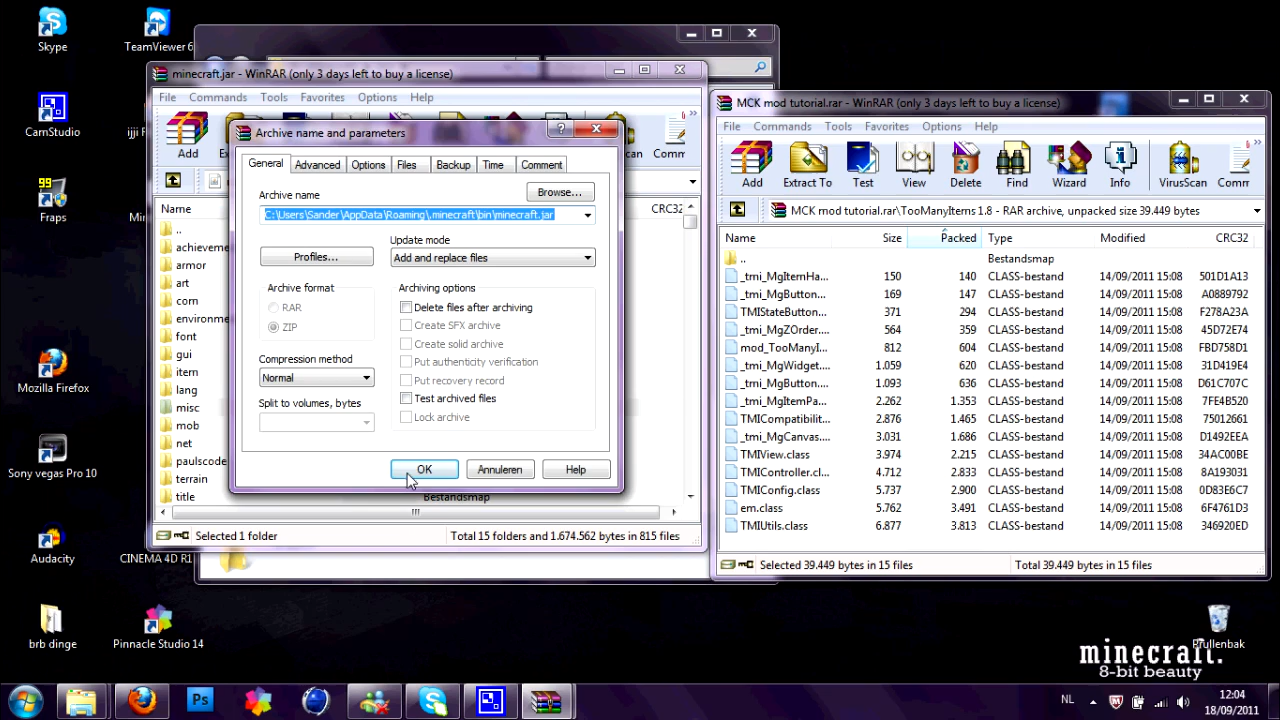 Skype
TeamViewer 6
CamStudio
Fraps
Mozilla Firefox
Sony vegas Pro 10
Audacity
CINEMA 4D R1
brb dinge
Pinnacle Studio 14
minecraft.jar - WinRAR (only 3 days left to buy a license)
File Commands Tools Favorites Options Help
Add
Comm
Name
CRC32
..
achieveme
armor
art
corn
environme
font
gui
item
lang
misc
mob
net
paulscode
terrain
title
Bestandsmap
Selected 1 folder
Total 15 folders and 1.674.562 bytes in 815 files
Archive name and parameters
General Advanced Options Files Backup Time Comment
Archive name
Browse...
C:\Users\Sander\AppData\Roaming\.minecraft\bin\minecraft.jar
Profiles...
Update mode
Add and replace files
Archive format
RAR
ZIP
Archiving options
Delete files after archiving
Create SFX archive
Create solid archive
Put authenticity verification
Put recovery record
Test archived files
Lock archive
Compression method
Normal
Split to volumes, bytes
OK Annuleren Help
MCK mod tutorial.rar - WinRAR (only 3 days left to buy a license)
File Commands Tools Favorites Options Help
Add Extract To Test View Delete Find Wizard Info VirusScan Comm
MCK mod tutorial.rar\TooManyItems 1.8 - RAR archive, unpacked size 39.449 bytes
Name Size Packed Type Modified CRC32
.. Bestandsmap
_tmi_MgItemHa... 150 140 CLASS-bestand 14/09/2011 15:08 501D1A13
_tmi_MgButton... 169 147 CLASS-bestand 14/09/2011 15:08 A0889792
TMIStateButton... 371 294 CLASS-bestand 14/09/2011 15:08 F278A23A
_tmi_MgZOrder.... 564 359 CLASS-bestand 14/09/2011 15:08 45D72E74
mod_TooManyI... 812 604 CLASS-bestand 14/09/2011 15:08 FBD758D1
_tmi_MgWidget... 1.059 620 CLASS-bestand 14/09/2011 15:08 31D419E4
_tmi_MgButton... 1.093 636 CLASS-bestand 14/09/2011 15:08 D61C707C
_tmi_MgItemPa... 2.262 1.353 CLASS-bestand 14/09/2011 15:08 7FE4B520
TMICompatibilit... 2.876 1.465 CLASS-bestand 14/09/2011 15:08 75012661
_tmi_MgCanvas.... 3.031 1.686 CLASS-bestand 14/09/2011 15:08 D1492EEA
TMIView.class 3.974 2.215 CLASS-bestand 14/09/2011 15:08 34AC00BE
TMIController.cl... 4.712 2.833 CLASS-bestand 14/09/2011 15:08 8A193031
TMIConfig.class 5.737 2.900 CLASS-bestand 14/09/2011 15:08 0D83E6C7
em.class 5.762 3.491 CLASS-bestand 14/09/2011 15:08 6F4761D3
TMIUtils.class 6.877 3.813 CLASS-bestand 14/09/2011 15:08 346920ED
Selected 39.449 bytes in 15 files
Total 39.449 bytes in 15 files
Prullenbak
minecraft.
8-bit beauty
Ps
NL
12:04
18/09/2011